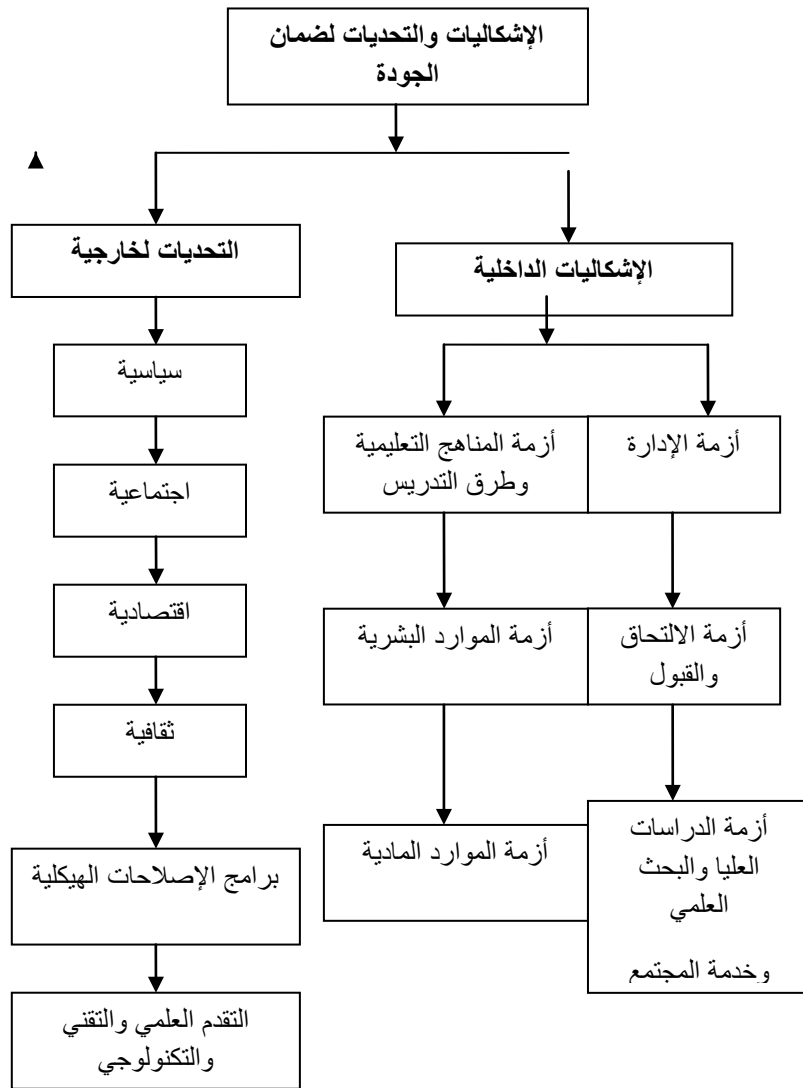 الإشكاليات والتحديات لضمان
الجودة
الإشكاليات الداخلية
أزمة الإدارة
أزمة الالتحاق
والقبول
أزمة الدراسات
العليا والبحث
العلمي
وخدمة المجتمع
أزمة المناهج التعليمية
وطرق التدريس
أزمة الموارد البشرية
أزمة الموارد المادية
التحديات لخارجية
سياسية
اجتماعية
اقتصادية
ثقافية
برامج الإصلاحات الهيكلية
التقدم العلمي والتقني
والتكنولوجي